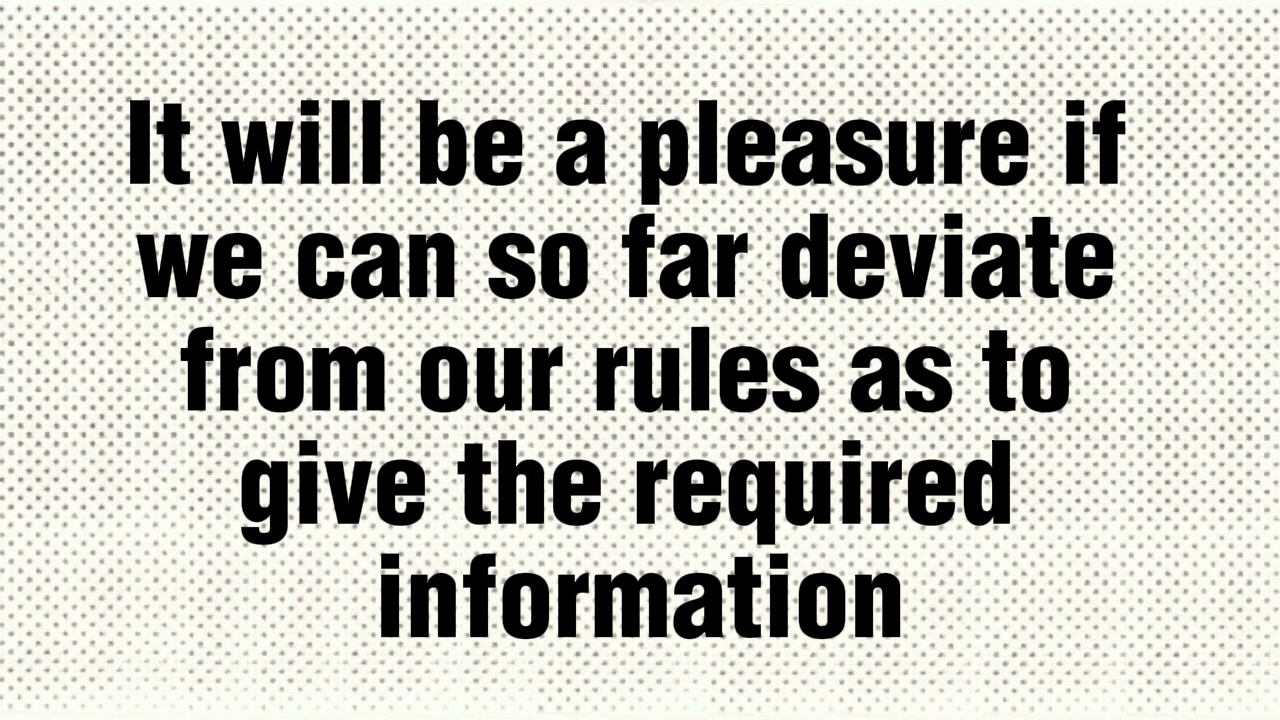 It will be a pleasure if
we can so far deviate
from our rules as to
give the required
information